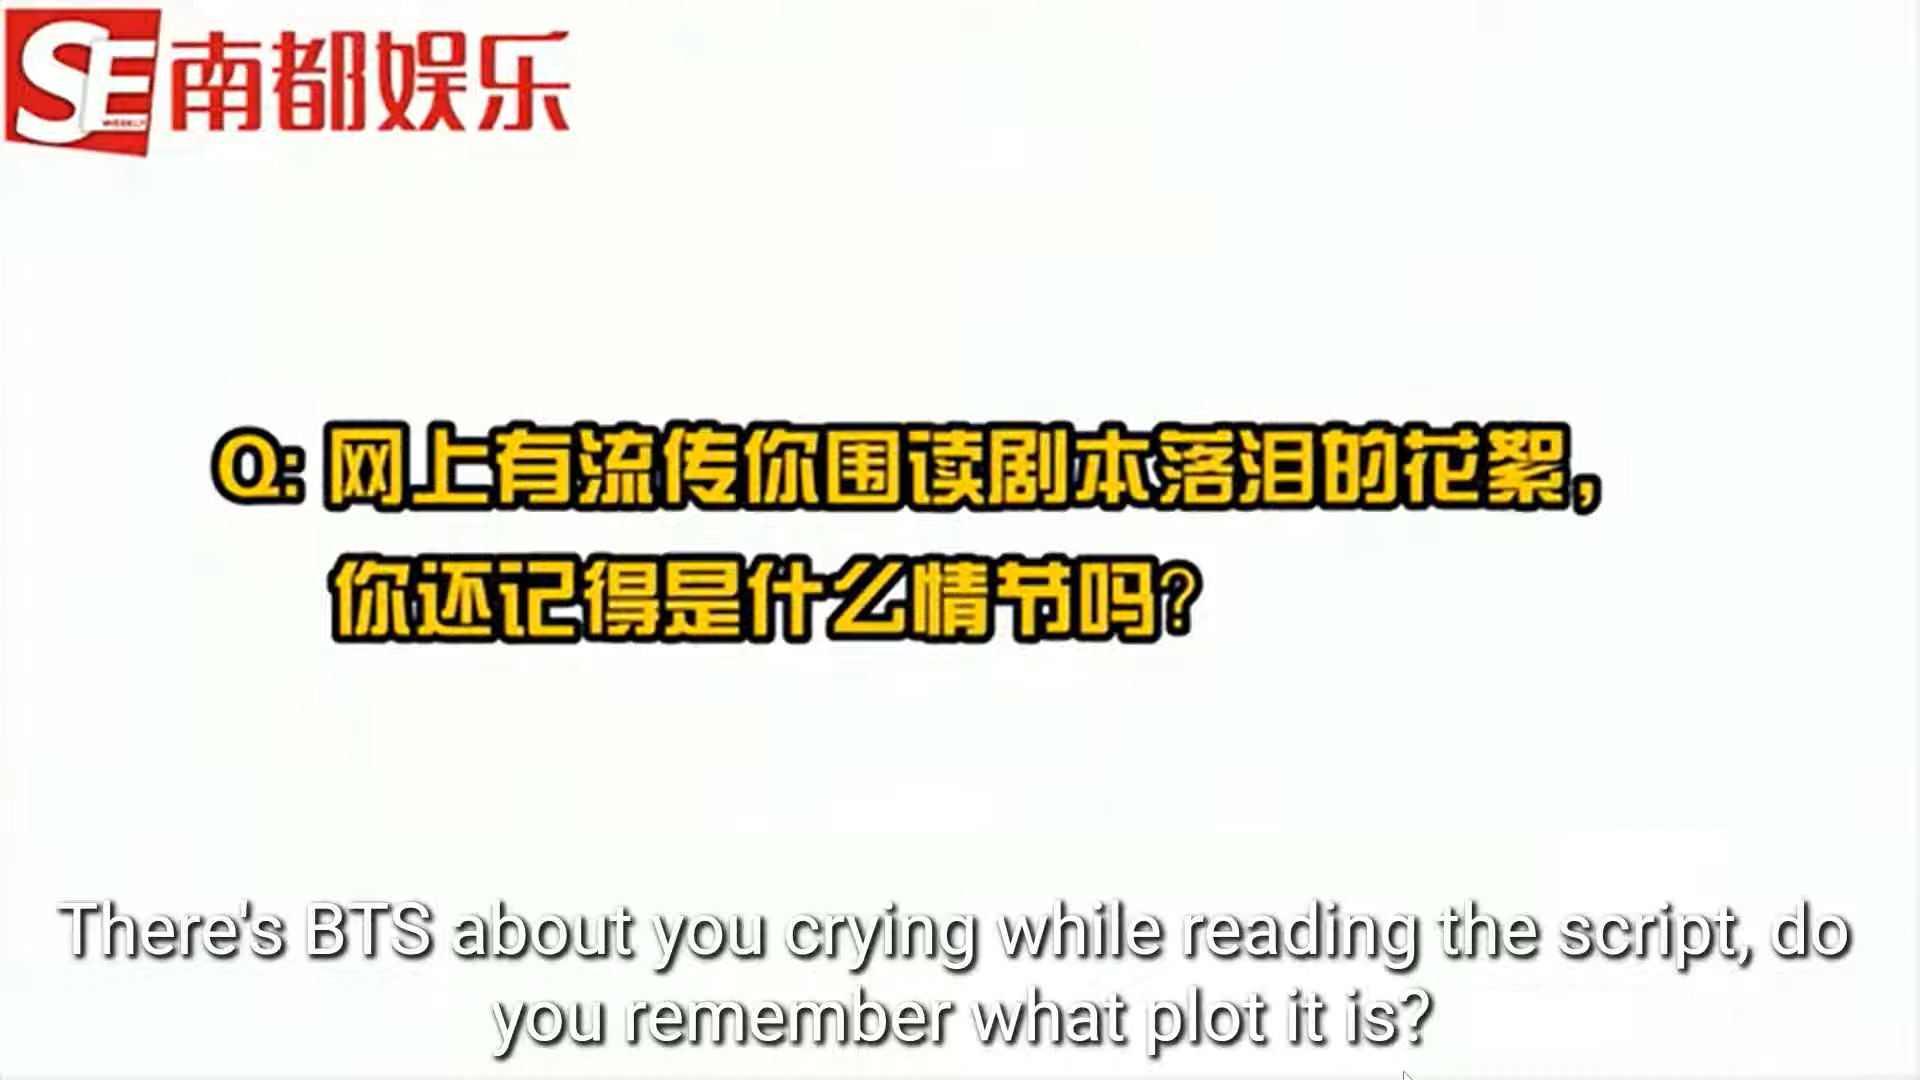 SE
WEEKLY
南都娱乐
Q: 网上有流传你围读剧本落泪的花絮，
你还记得是什么情节吗？
There's BTS about you crying while reading the script, do
you remember what plot it is?